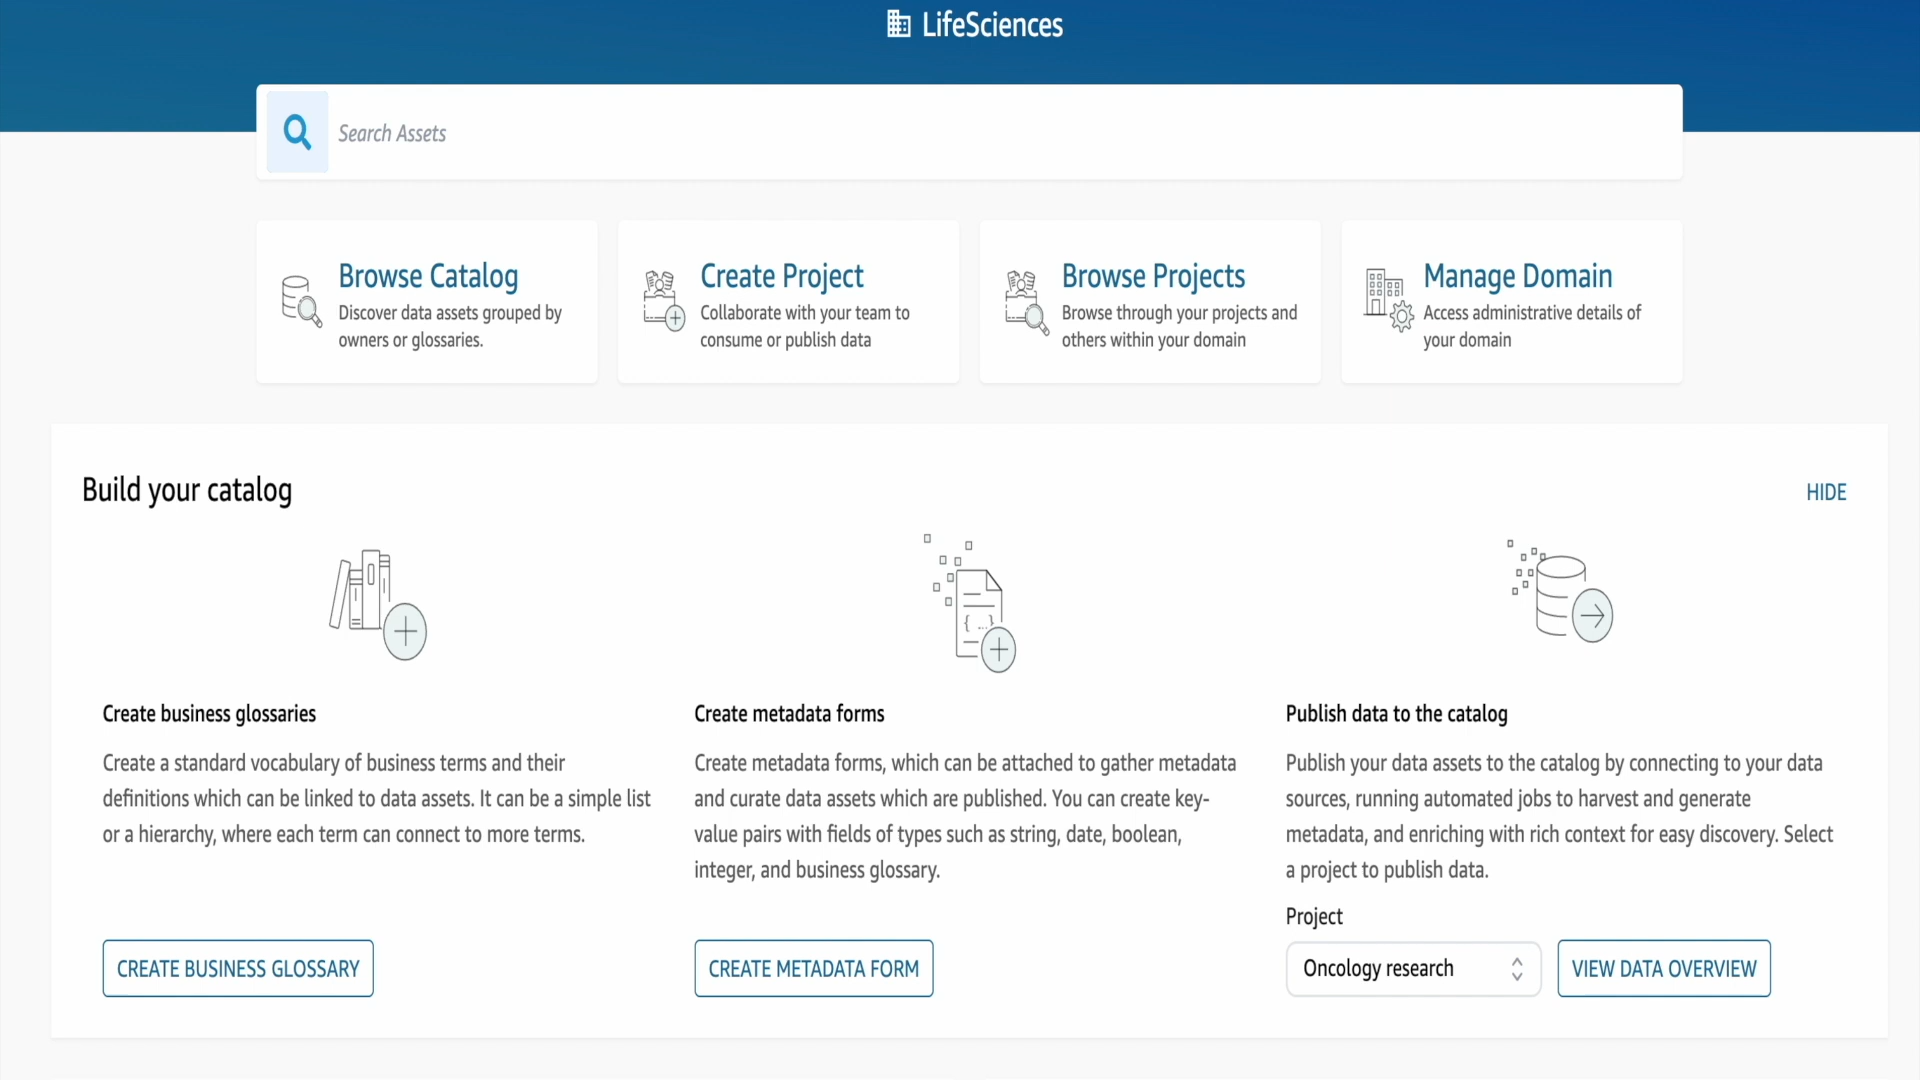 LifeSciences
Search Assets
Browse Catalog
Discover data assets grouped by
owners or glossaries.
Create Project
Collaborate with your team to
consume or publish data
Browse Projects
Browse through your projects and
others within your domain
Manage Domain
Access administrative details of
your domain
Build your catalog
HIDE
{ ... }
Create business glossaries
Create a standard vocabulary of business terms and their
definitions which can be linked to data assets. It can be a simple list
or a hierarchy, where each term can connect to more terms.
CREATE BUSINESS GLOSSARY
Create metadata forms
Create metadata forms, which can be attached to gather metadata
and curate data assets which are published. You can create key-
value pairs with fields of types such as string, date, boolean,
integer, and business glossary.
CREATE METADATA FORM
Publish data to the catalog
Publish your data assets to the catalog by connecting to your data
sources, running automated jobs to harvest and generate
metadata, and enriching with rich context for easy discovery. Select
a project to publish data.
Project
Oncology research
VIEW DATA OVERVIEW